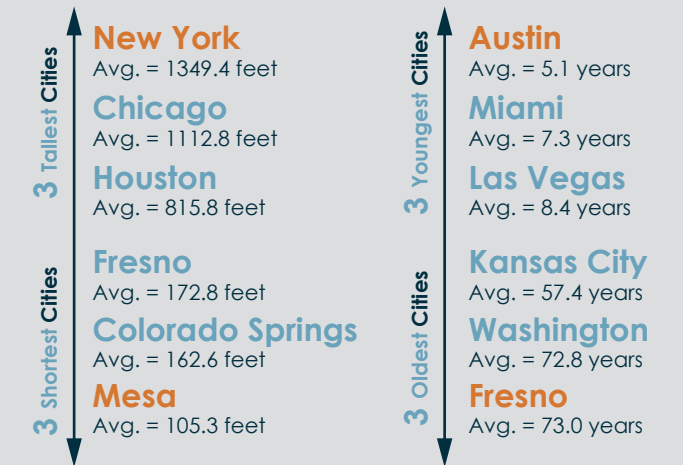 3 Tallest Cities
New York
Avg. = 1349.4 feet
Chicago
Avg. = 1112.8 feet
Houston
Avg. = 815.8 feet
3 Shortest Cities
Fresno
Avg. = 172.8 feet
Colorado Springs
Avg. = 162.6 feet
Mesa
Avg. = 105.3 feet
3 Youngest Cities
Austin
Avg. = 5.1 years
Miami
Avg. = 7.3 years
Las Vegas
Avg. = 8.4 years
3 Oldest Cities
Kansas City
Avg. = 57.4 years
Washington
Avg. = 72.8 years
Fresno
Avg. = 73.0 years